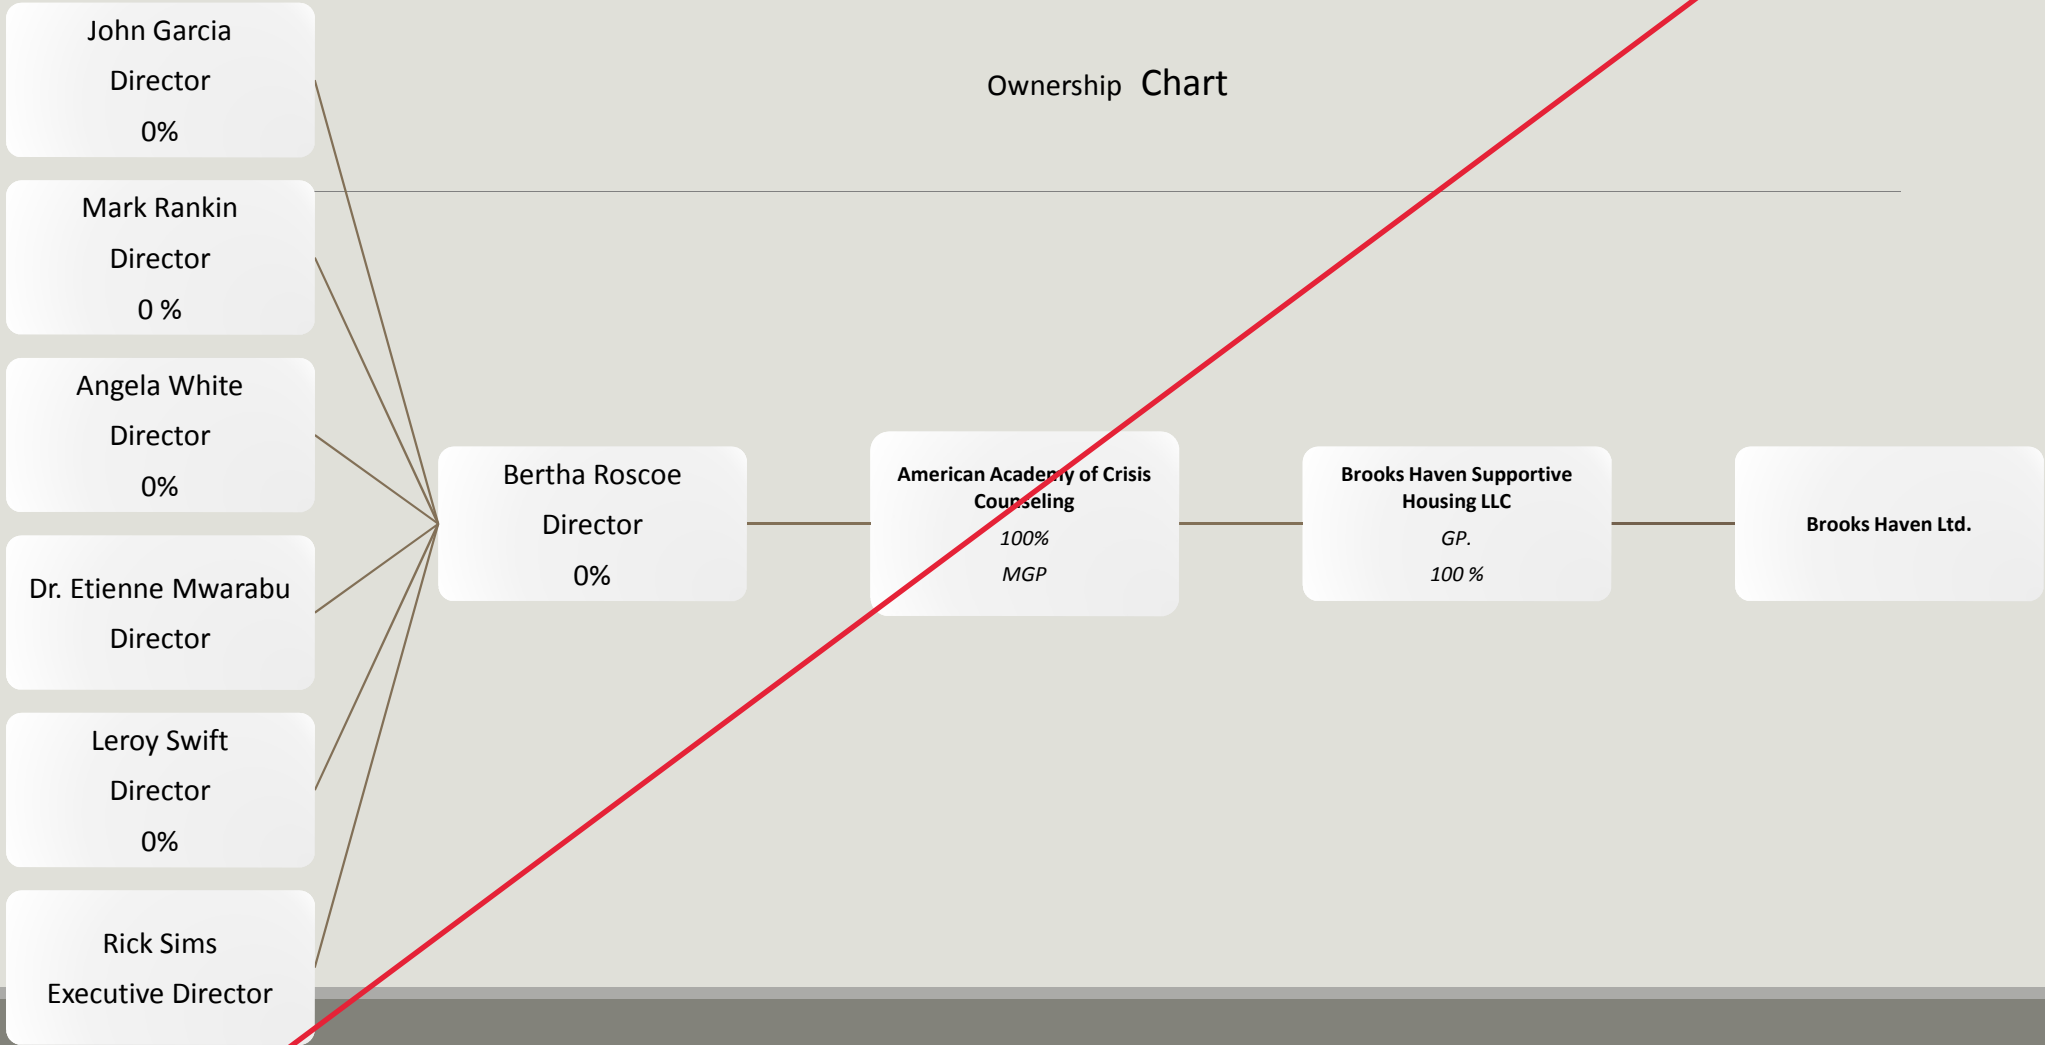 Ownership Chart
John Garcia
Director
0%
Mark Rankin
Director
0 %
Angela White
Director
0%
Dr. Etienne Mwarabu
Director
Leroy Swift
Director
0%
Rick Sims
Executive Director
Bertha Roscoe
Director
0%
American Academy of Crisis
Counseling
100%
MGP
Brooks Haven Supportive
Housing LLC
GP.
100 %
Brooks Haven Ltd.